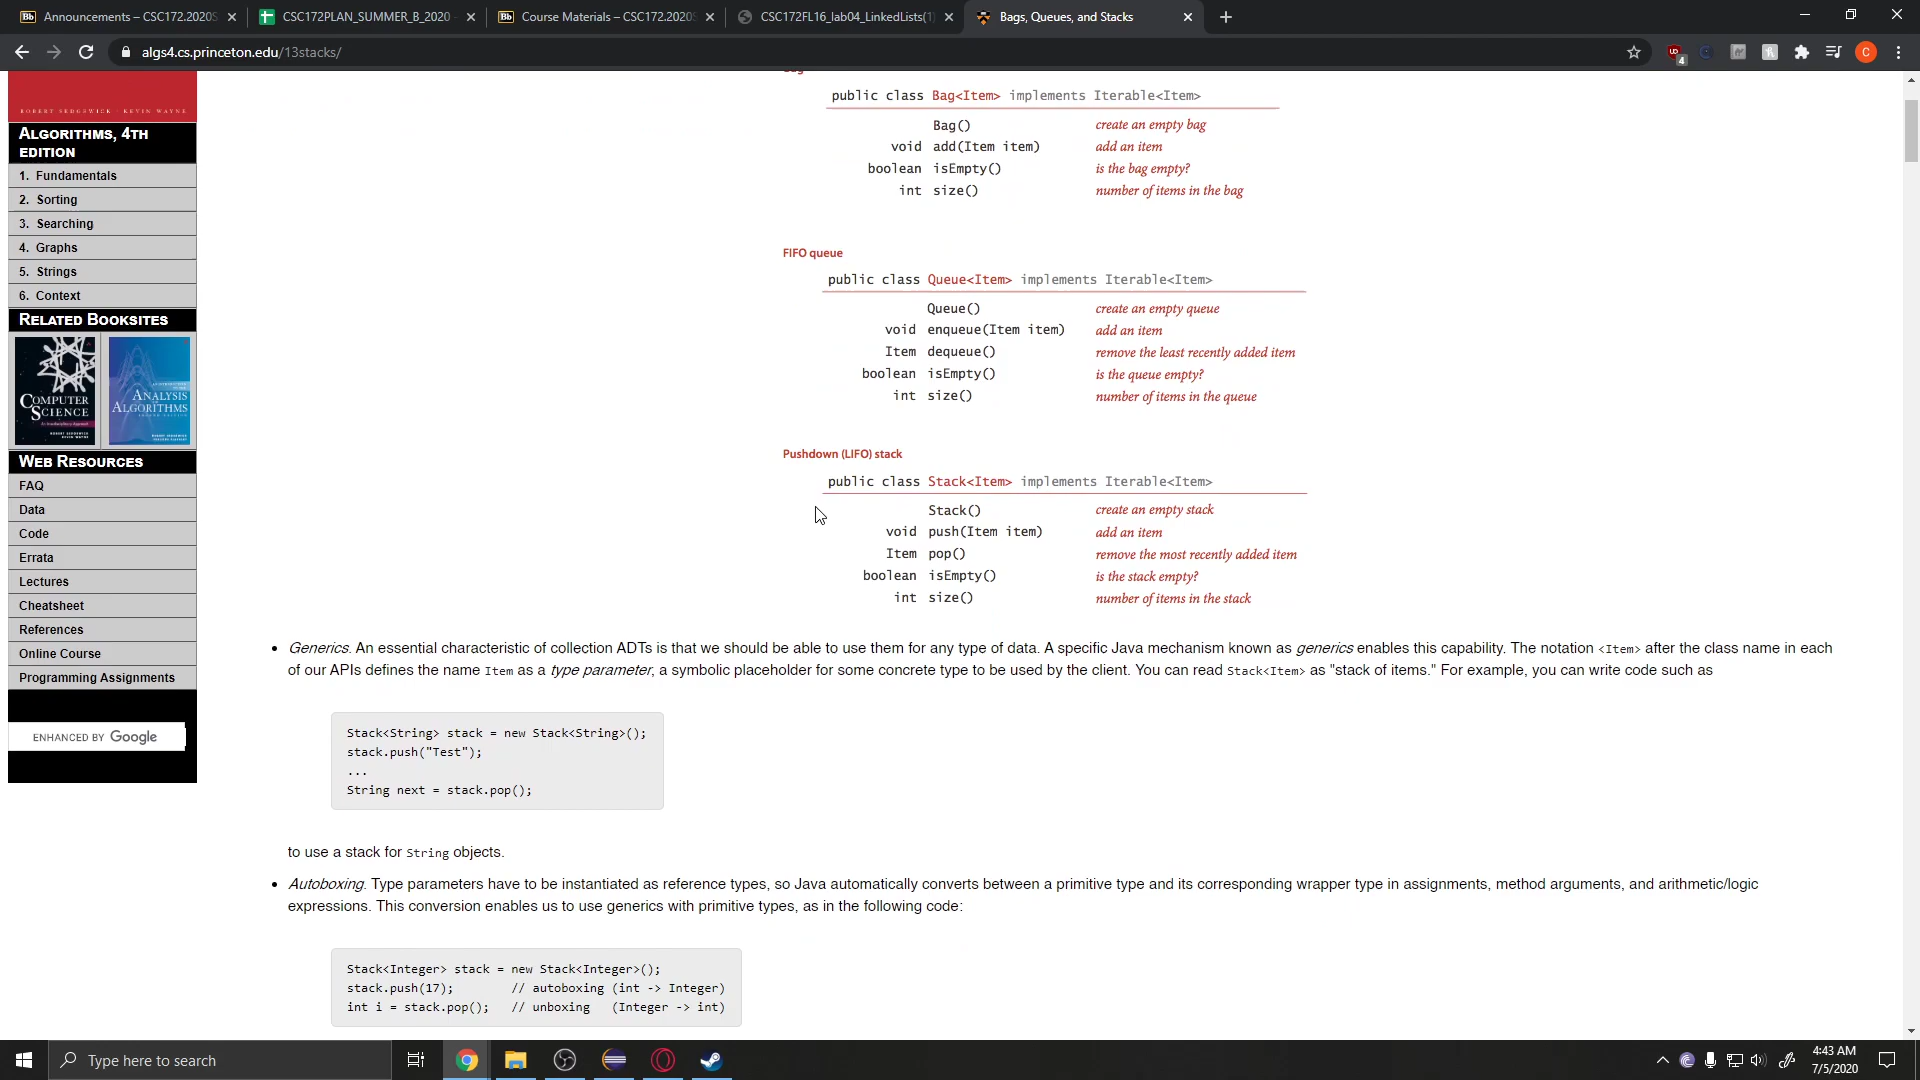 Announcements – CSC172.2020S
CSC172PLAN_SUMMER_B_2020 -
Course Materials – CSC172.2020S
CSC172FL16_lab04_LinkedLists(1)
Bags, Queues, and Stacks
algs4.cs.princeton.edu/13stacks/
ROBERT SEDGEWICK · KEVIN WAYNE
ALGORITHMS, 4TH
EDITION
1. Fundamentals
2. Sorting
3. Searching
4. Graphs
5. Strings
6. Context
RELATED BOOKSITES
COMPUTER
SCIENCE
ANALYSIS
ALGORITHMS
WEB RESOURCES
FAQ
Data
Code
Errata
Lectures
Cheatsheet
References
Online Course
Programming Assignments
ENHANCED BY Google
public class Bag<Item> implements Iterable<Item>
Bag() create an empty bag
void add(Item item) add an item
boolean isEmpty() is the bag empty?
int size() number of items in the bag
FIFO queue
public class Queue<Item> implements Iterable<Item>
Queue() create an empty queue
void enqueue(Item item) add an item
Item dequeue() remove the least recently added item
boolean isEmpty() is the queue empty?
int size() number of items in the queue
Pushdown (LIFO) stack
public class Stack<Item> implements Iterable<Item>
Stack() create an empty stack
void push(Item item) add an item
Item pop() remove the most recently added item
boolean isEmpty() is the stack empty?
int size() number of items in the stack
• Generics. An essential characteristic of collection ADTs is that we should be able to use them for any type of data. A specific Java mechanism known as generics enables this capability. The notation <Item> after the class name in each
of our APIs defines the name Item as a type parameter, a symbolic placeholder for some concrete type to be used by the client. You can read Stack<Item> as "stack of items." For example, you can write code such as
Stack<String> stack = new Stack<String>();
stack.push("Test");
...
String next = stack.pop();
to use a stack for String objects.
• Autoboxing. Type parameters have to be instantiated as reference types, so Java automatically converts between a primitive type and its corresponding wrapper type in assignments, method arguments, and arithmetic/logic
expressions. This conversion enables us to use generics with primitive types, as in the following code:
Stack<Integer> stack = new Stack<Integer>();
stack.push(17); // autoboxing (int -> Integer)
int i = stack.pop(); // unboxing (Integer -> int)
Type here to search
4:43 AM
7/5/2020